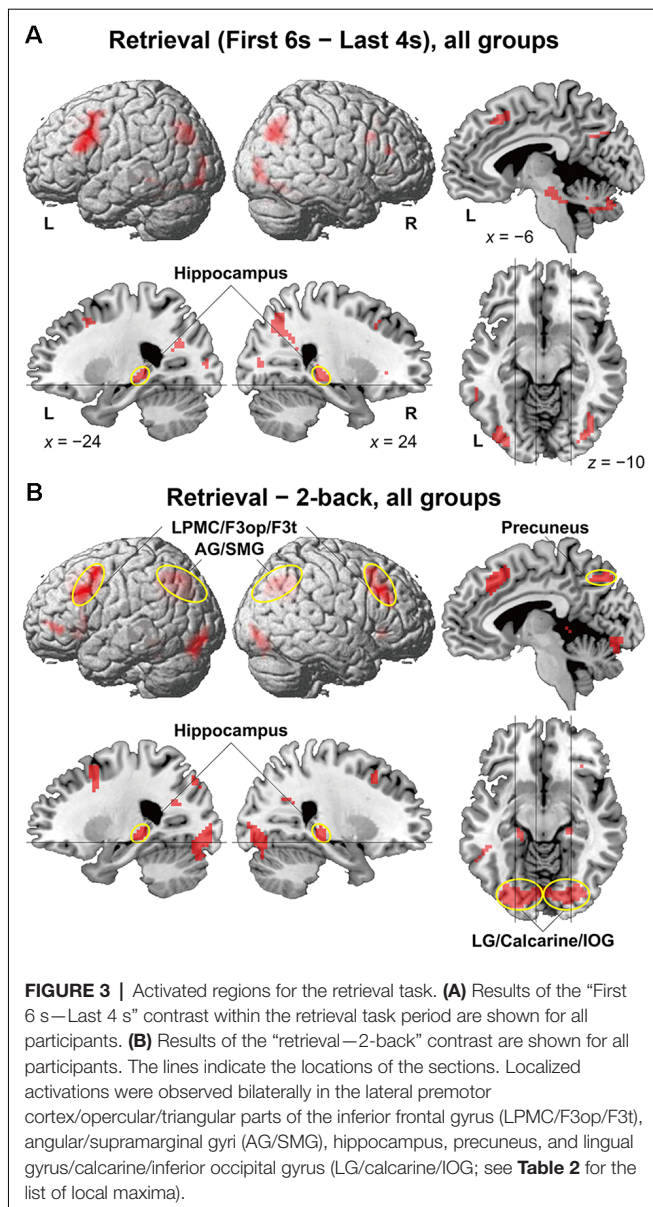 A
Retrieval (First 6s – Last 4s), all groups
L
R
L
x = −6
Hippocampus
L
R
x = −24
x = 24
L
z = −10
B
Retrieval – 2-back, all groups
LPMC/F3op/F3t
AG/SMG
Precuneus
Hippocampus
LG/Calcarine/IOG
FIGURE 3 | Activated regions for the retrieval task. (A) Results of the “First
6 s—Last 4 s” contrast within the retrieval task period are shown for all
participants. (B) Results of the “retrieval—2-back” contrast are shown for all
participants. The lines indicate the locations of the sections. Localized
activations were observed bilaterally in the lateral premotor
cortex/opercular/triangular parts of the inferior frontal gyrus (LPMC/F3op/F3t),
angular/supramarginal gyri (AG/SMG), hippocampus, precuneus, and lingual
gyrus/calcarine/inferior occipital gyrus (LG/calcarine/IOG; see Table 2 for the
list of local maxima).